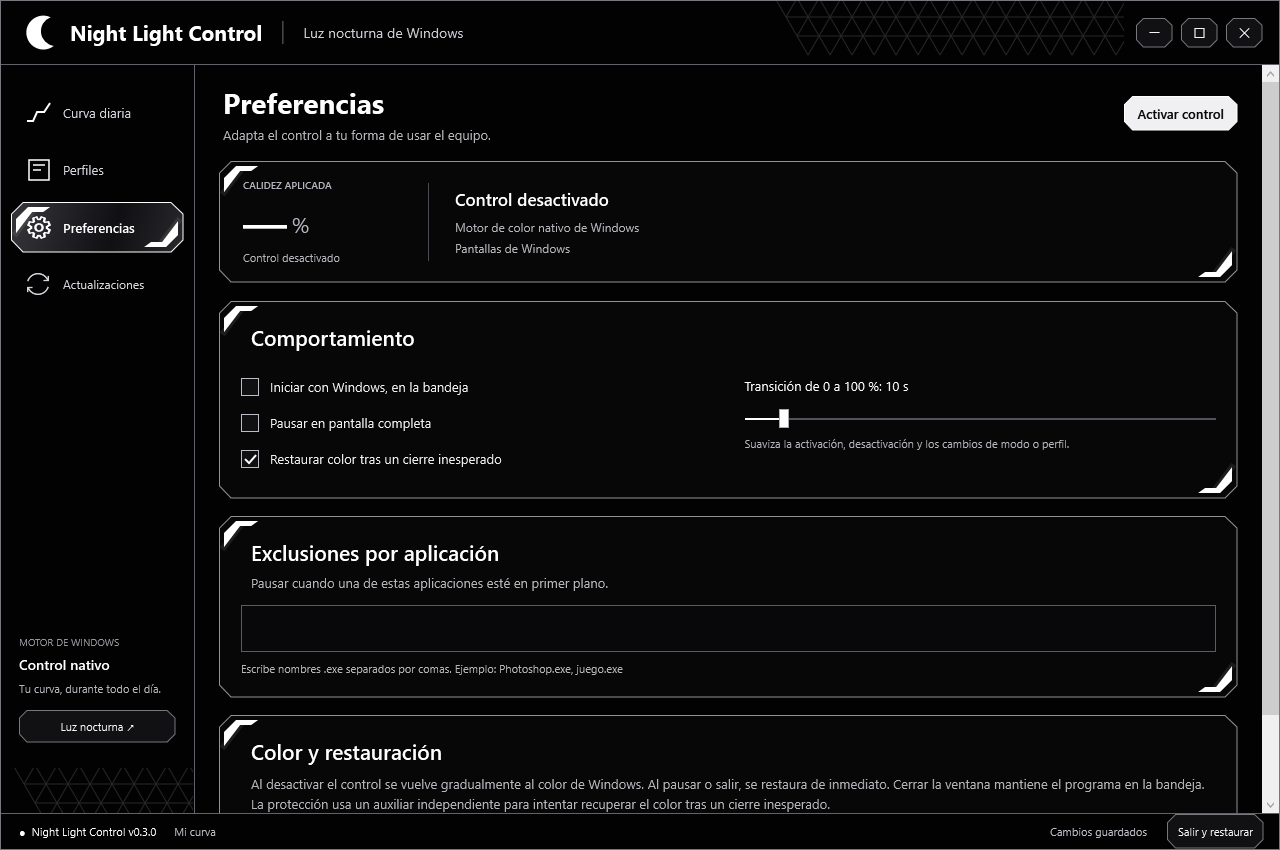 Night Light Control
Luz nocturna de Windows
Curva diaria
Perfiles
Preferencias
Actualizaciones
MOTOR DE WINDOWS
Control nativo
Tu curva, durante todo el día.
Luz nocturna ↗
Preferencias
Adapta el control a tu forma de usar el equipo.
Activar control
CALIDEZ APLICADA
— %
Control desactivado
Control desactivado
Motor de color nativo de Windows
Pantallas de Windows
Comportamiento
Iniciar con Windows, en la bandeja
Pausar en pantalla completa
Restaurar color tras un cierre inesperado
Transición de 0 a 100 %: 10 s
Suaviza la activación, desactivación y los cambios de modo o perfil.
Exclusiones por aplicación
Pausar cuando una de estas aplicaciones esté en primer plano.
Escribe nombres .exe separados por comas. Ejemplo: Photoshop.exe, juego.exe
Color y restauración
Al desactivar el control se vuelve gradualmente al color de Windows. Al pausar o salir, se restaura de inmediato. Cerrar la ventana mantiene el programa en la bandeja.
La protección usa un auxiliar independiente para intentar recuperar el color tras un cierre inesperado.
● Night Light Control v0.3.0
Mi curva
Cambios guardados
Salir y restaurar